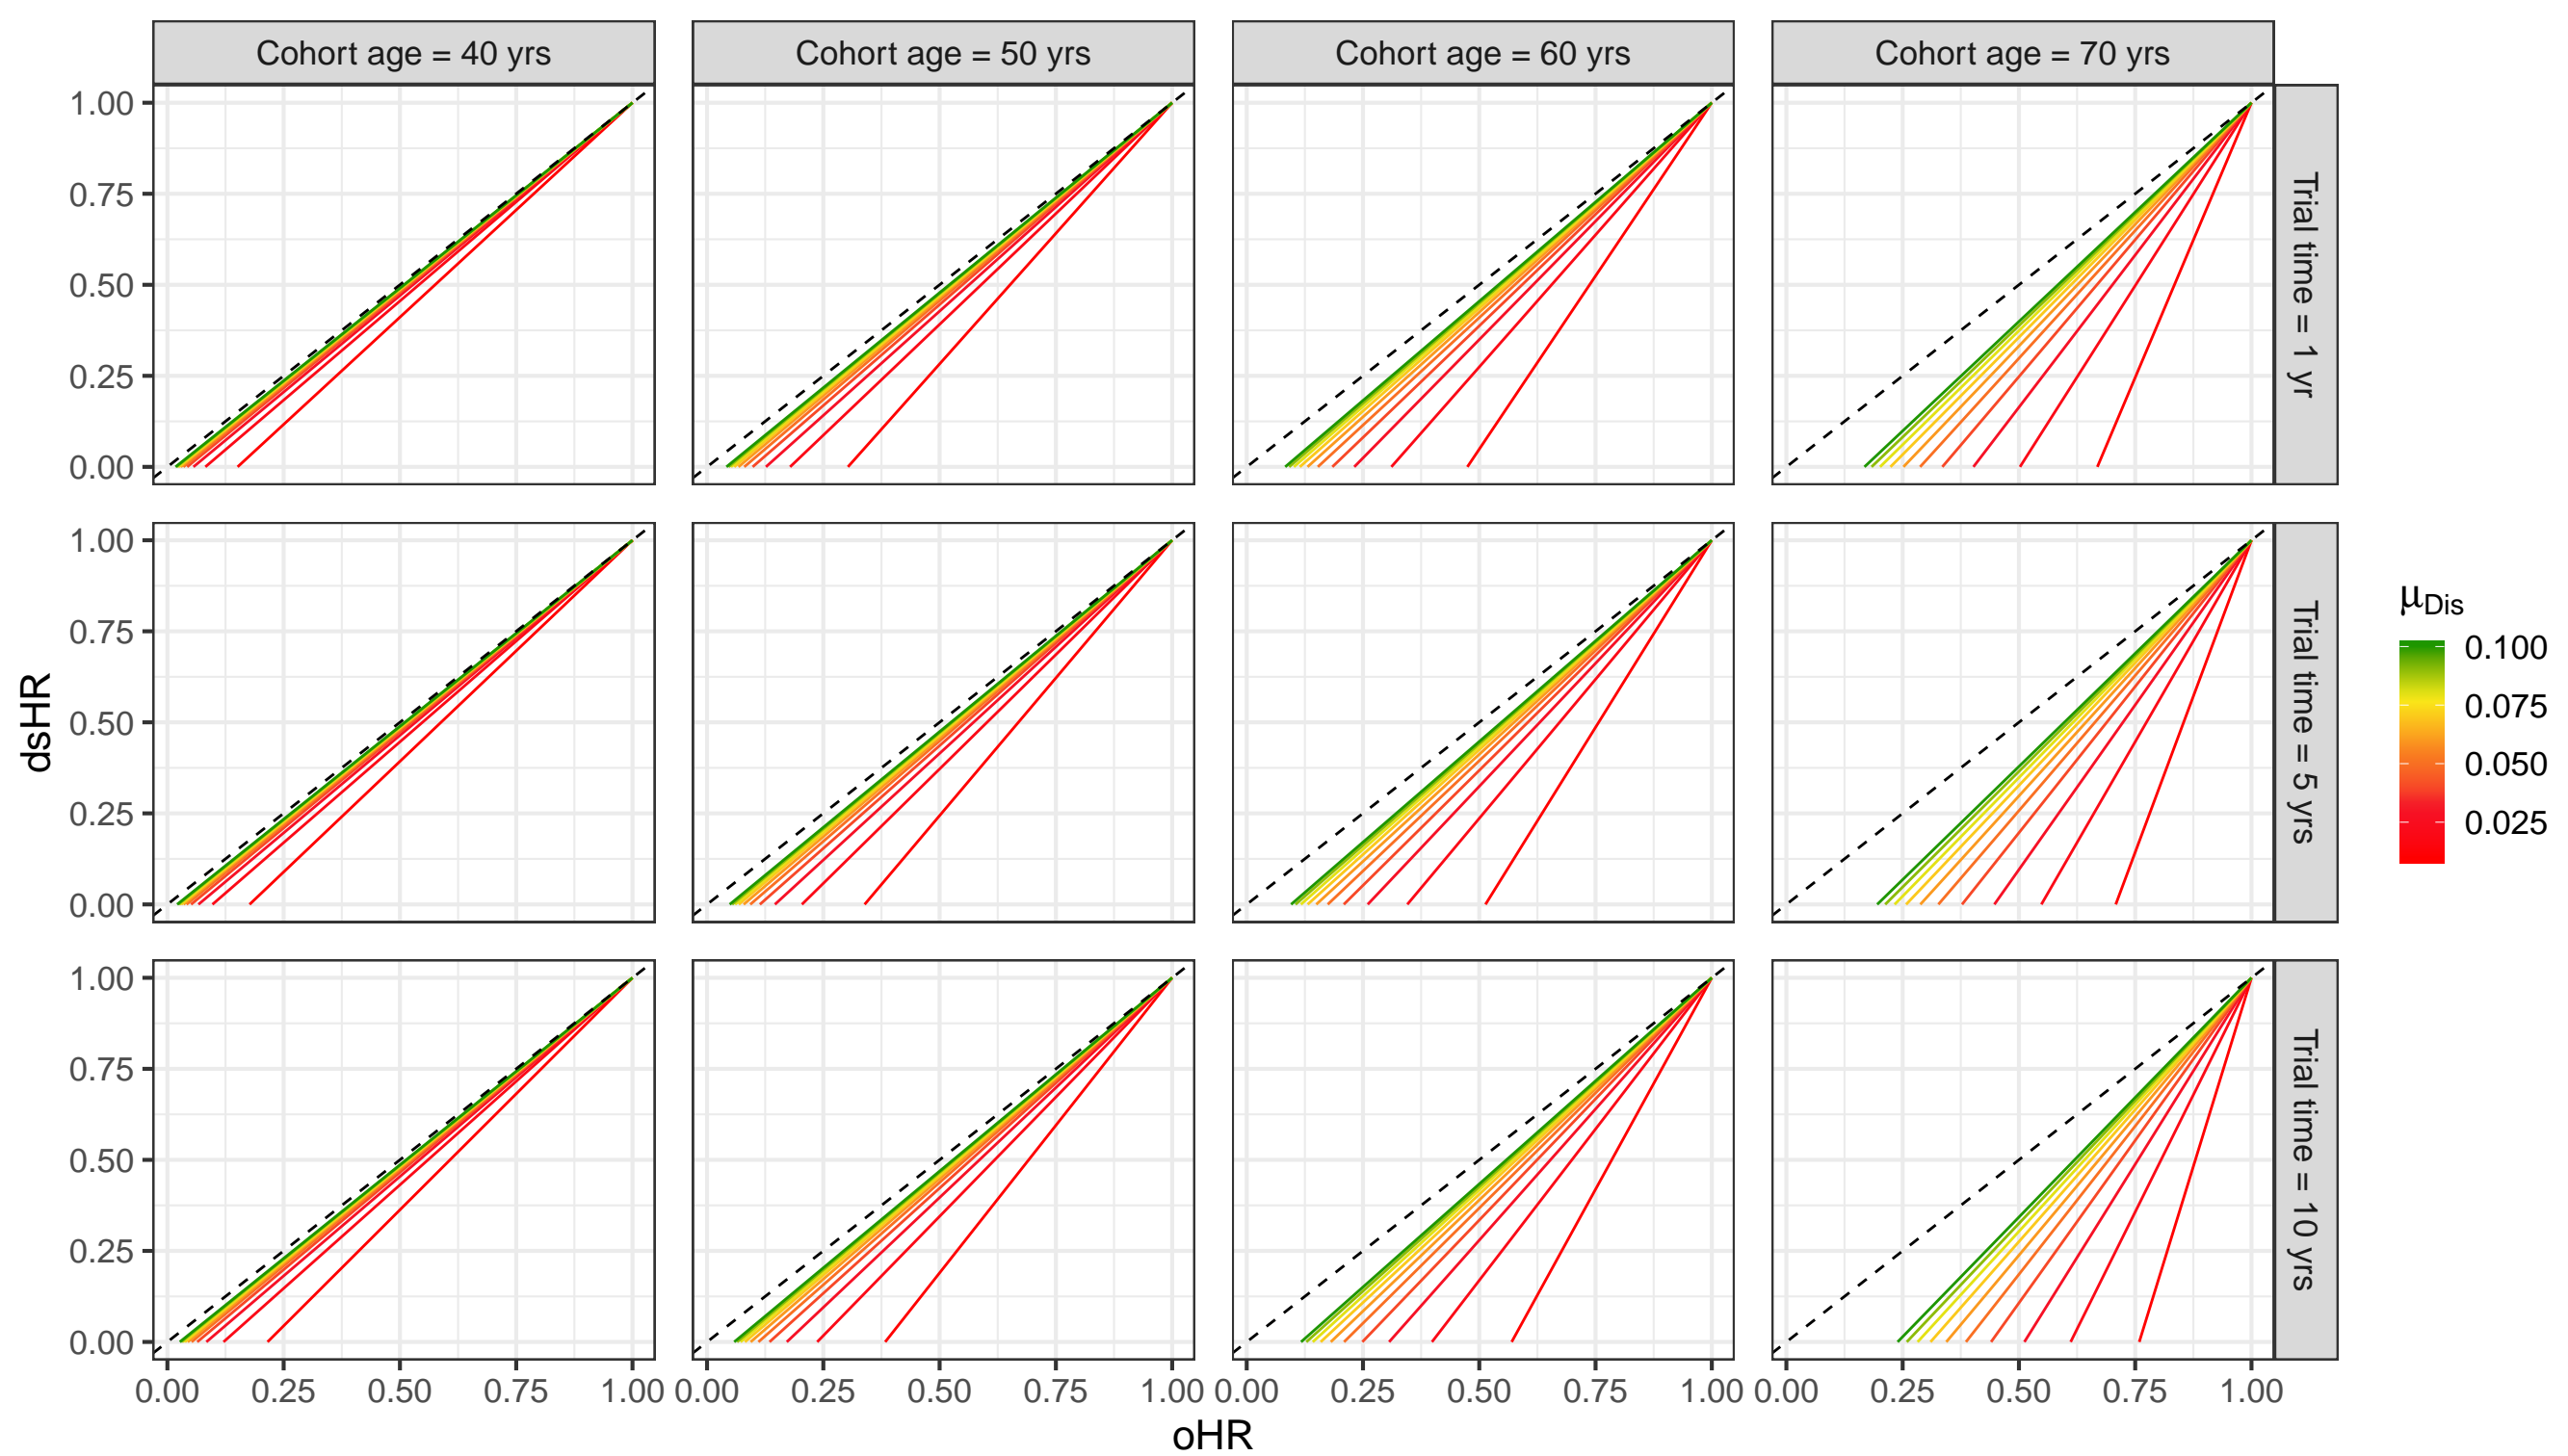 Cohort age = 40 yrs
Cohort age = 50 yrs
Cohort age = 60 yrs
Cohort age = 70 yrs
1.00
0.75
0.50
0.25
0.00
Trial time = 1 yr
1.00
0.75
0.50
0.25
0.00
Trial time = 5 yrs
1.00
0.75
0.50
0.25
0.00
Trial time = 10 yrs
0.00 0.25 0.50 0.75 1.00
0.00 0.25 0.50 0.75 1.00
0.00 0.25 0.50 0.75 1.00
0.00 0.25 0.50 0.75 1.00
oHR
dsHR
μDis
0.100
0.075
0.050
0.025